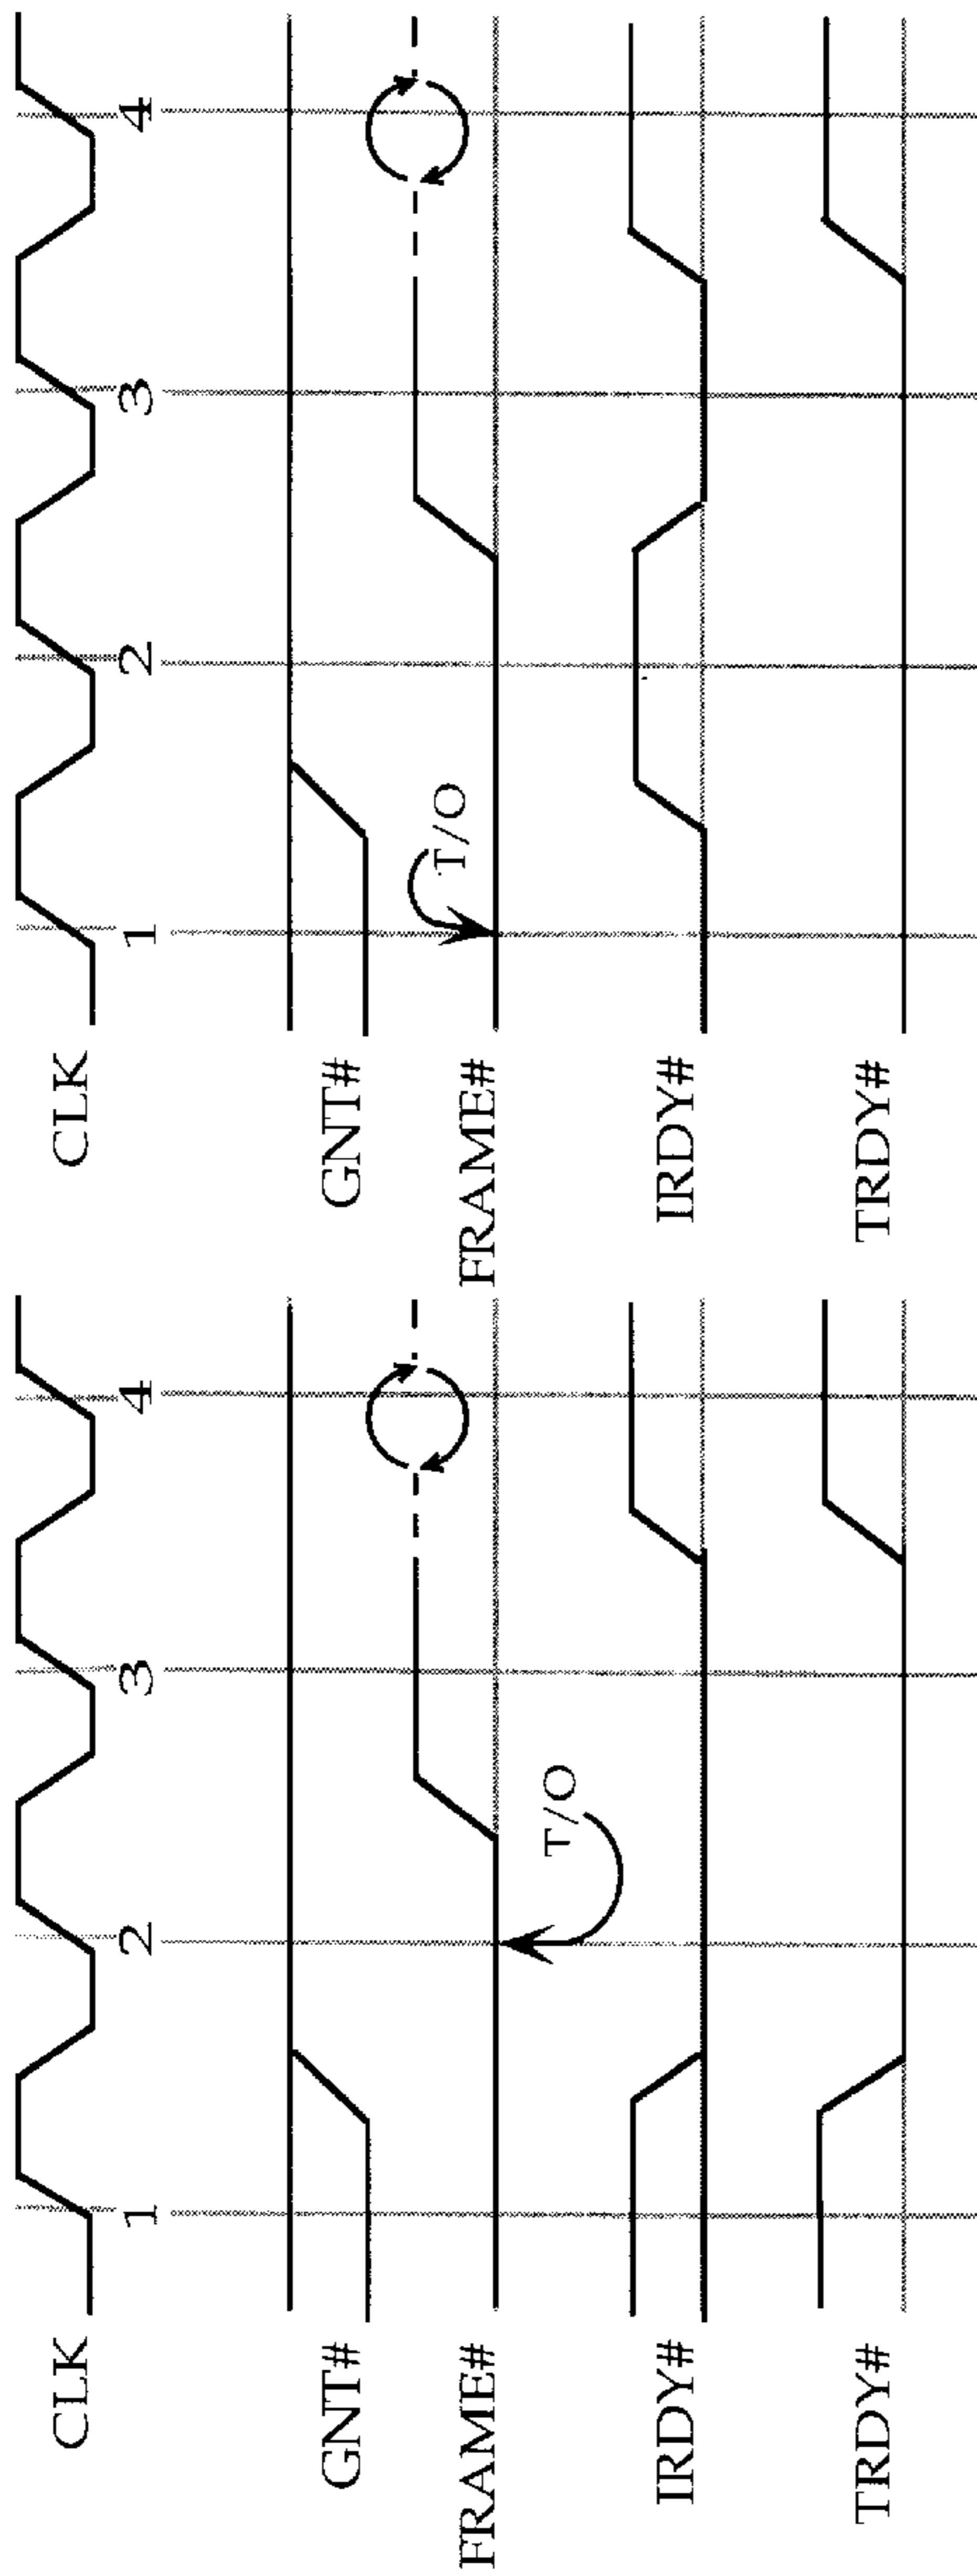 CLK
1 2 3 4
GNT#
FRAME#
T/O
IRDY#
TRDY#
CLK
1 2 3 4
GNT#
T/O
FRAME#
IRDY#
TRDY#